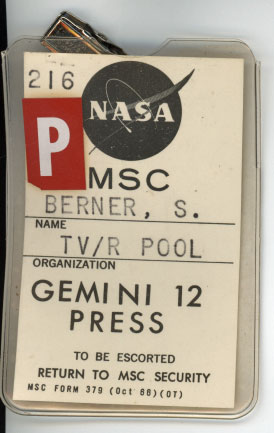 216
P
NASA
MSC
BERNER, S.
NAME
TV/R POOL
ORGANIZATION
GEMINI 12
PRESS
TO BE ESCORTED
RETURN TO MSC SECURITY
MSC FORM 379 (Oct 66)(OT)